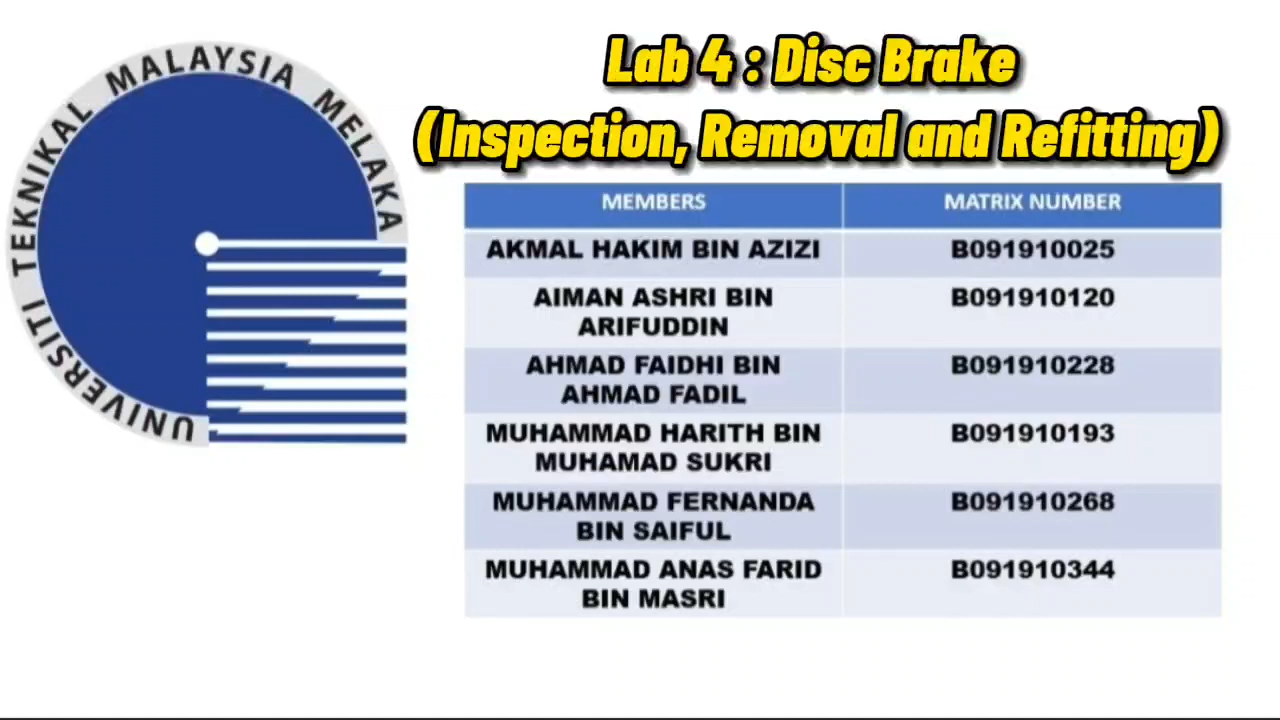 UNIVERSITI TEKNIKAL MALAYSIA MELAKA
Lab 4 : Disc Brake
(Inspection, Removal and Refitting)
MEMBERS MATRIX NUMBER
AKMAL HAKIM BIN AZIZI B091910025
AIMAN ASHRI BIN B091910120
ARIFUDDIN
AHMAD FAIDHI BIN B091910228
AHMAD FADIL
MUHAMMAD HARITH BIN B091910193
MUHAMAD SUKRI
MUHAMMAD FERNANDA B091910268
BIN SAIFUL
MUHAMMAD ANAS FARID B091910344
BIN MASRI